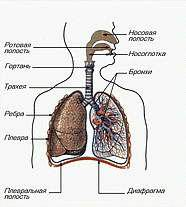 Носовая
полость
Ротовая
полость
Носоглотка
Гортань
Бронхи
Трахея
Ребра
Плевра
Плевральная
полость
Диафрагма